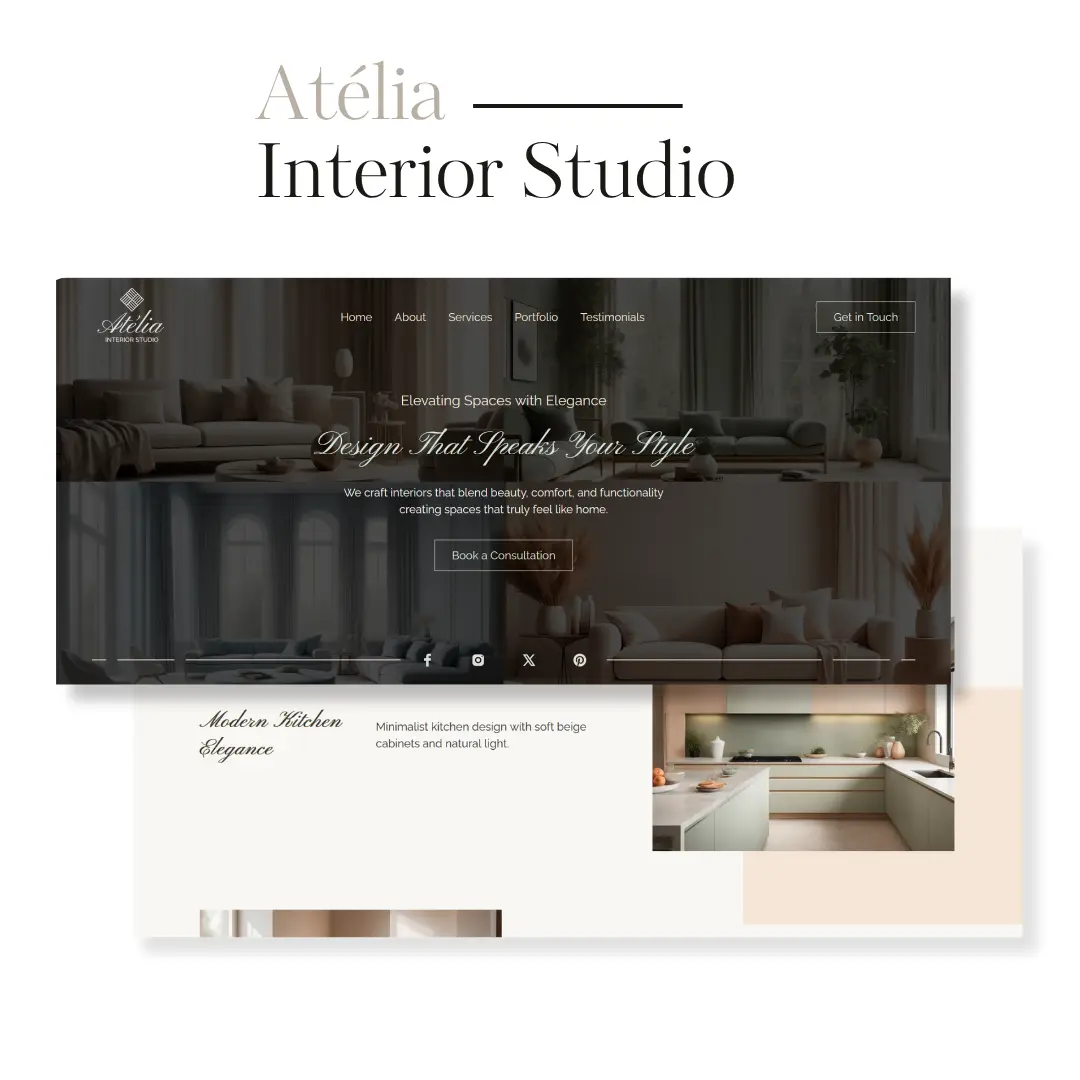 Atélia
Interior Studio
Atélia
INTERIOR STUDIO
Home About Services Portfolio Testimonials
Get in Touch
Elevating Spaces with Elegance
Design That Speaks Your Style
We craft interiors that blend beauty, comfort, and functionality
creating spaces that truly feel like home.
Book a Consultation
Modern Kitchen
Elegance
Minimalist kitchen design with soft beige
cabinets and natural light.